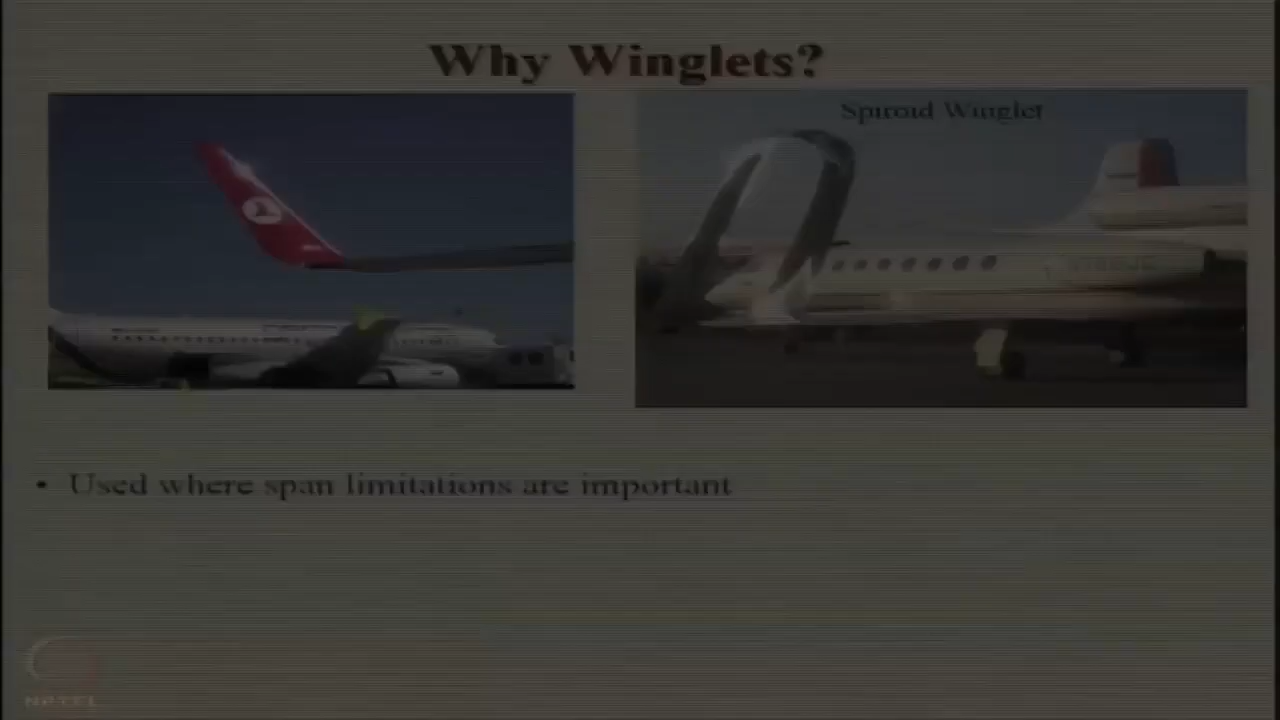 Why Winglets?
Spiroid Winglet
• Used where span limitations are important
NPTEL